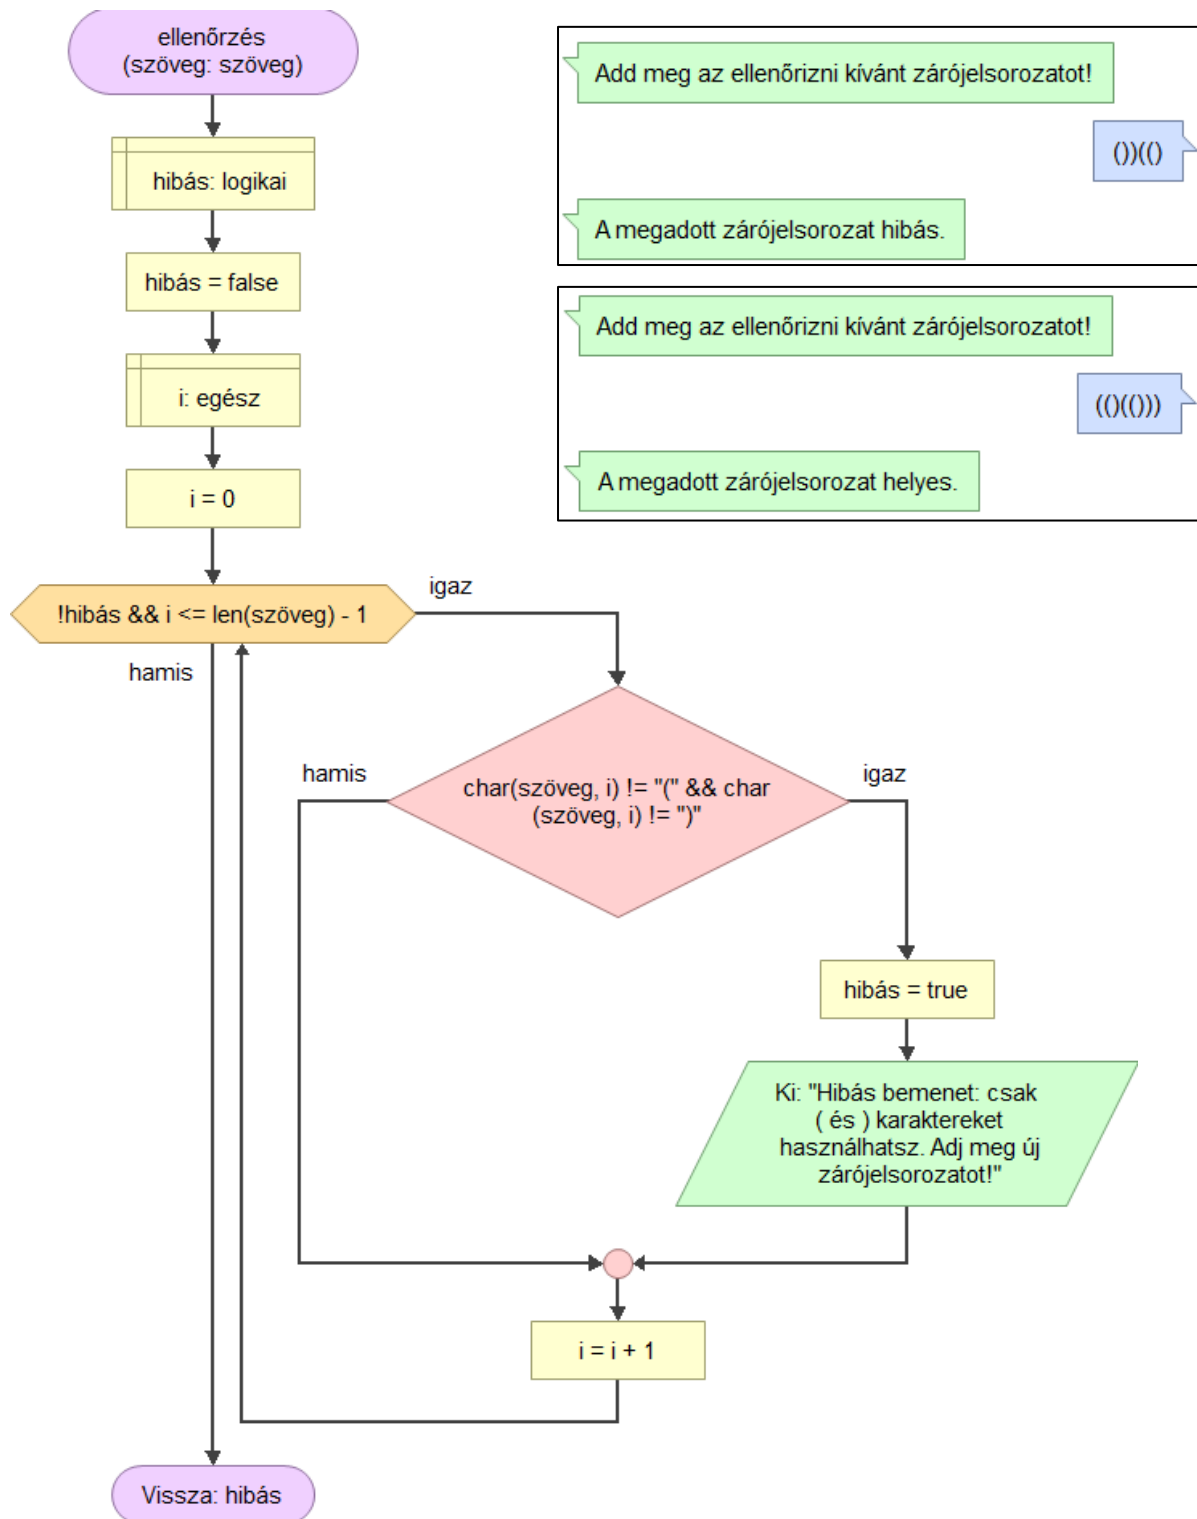 ellenőrzés
(szöveg: szöveg)
hibás: logikai
hibás = false
i: egész
i = 0
!hibás && i <= len(szöveg) - 1
igaz
hamis
char(szöveg, i) != "(" && char
(szöveg, i) != ")"
hamis
igaz
hibás = true
Ki: "Hibás bemenet: csak
( és ) karaktereket
használhatsz. Adj meg új
zárójelsorozatot!"
i = i + 1
Vissza: hibás
Add meg az ellenőrizni kívánt zárójelsorozatot!
())(()
A megadott zárójelsorozat hibás.
Add meg az ellenőrizni kívánt zárójelsorozatot!
(()(()))
A megadott zárójelsorozat helyes.